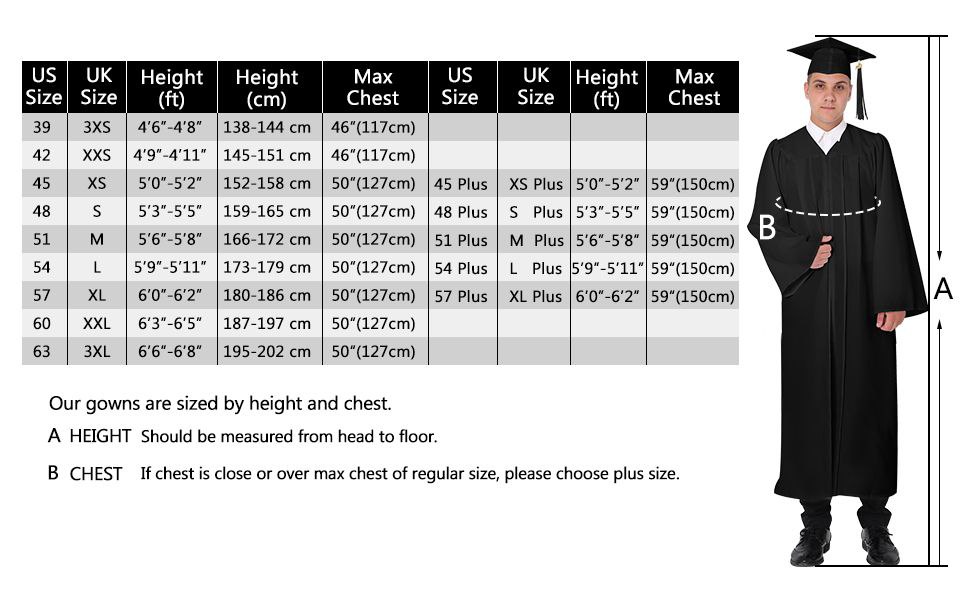 US Size UK Size Height (ft) Height (cm) Max Chest US Size UK Size Height (ft) Max Chest
39 3XS 4’6”-4’8” 138-144 cm 46“(117cm)
42 XXS 4’9”-4’11” 145-151 cm 46“(117cm)
45 XS 5’0”-5’2” 152-158 cm 50“(127cm) 45 Plus XS Plus 5’0”-5’2” 59“(150cm)
48 S 5’3”-5’5” 159-165 cm 50“(127cm) 48 Plus S Plus 5’3”-5’5” 59“(150cm)
51 M 5’6”-5’8” 166-172 cm 50“(127cm) 51 Plus M Plus 5’6”-5’8” 59“(150cm)
54 L 5’9”-5’11” 173-179 cm 50“(127cm) 54 Plus L Plus 5’9”-5’11” 59“(150cm)
57 XL 6’0”-6’2” 180-186 cm 50“(127cm) 57 Plus XL Plus 6’0”-6’2” 59“(150cm)
60 XXL 6’3”-6’5” 187-197 cm 50“(127cm)
63 3XL 6’6”-6’8” 195-202 cm 50“(127cm)
Our gowns are sized by height and chest.
A HEIGHT Should be measured from head to floor.
B CHEST If chest is close or over max chest of regular size, please choose plus size.
B
A